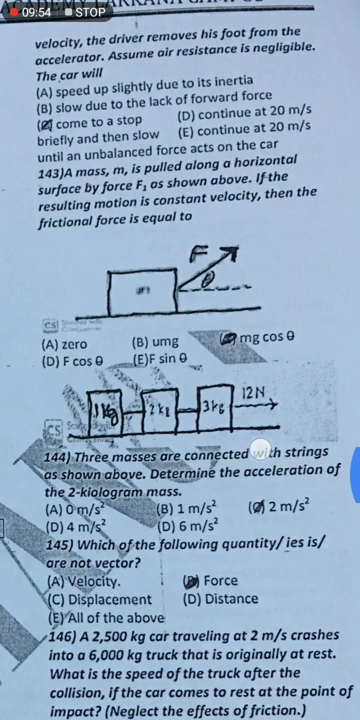 09:54 STOP
velocity, the driver removes his foot from the
accelerator. Assume air resistance is negligible.
The car will
(A) speed up slightly due to its inertia
(B) slow due to the lack of forward force
come to a stop (D) continue at 20 m/s
briefly and then slow (E) continue at 20 m/s
until an unbalanced force acts on the car
143)A mass, m, is pulled along a horizontal
surface by force F₁ as shown above. If the
resulting motion is constant velocity, then the
frictional force is equal to
F
θ
m
CS
(A) zero (B) umg mg cos θ
(D) F cos θ (E)F sin θ
1kg 2kg 3kg 12N
CS
144) Three masses are connected with strings
as shown above. Determine the acceleration of
the 2-kiologram mass.
(A) 0 m/s² (B) 1 m/s² 2 m/s²
(D) 4 m/s² (D) 6 m/s²
145) Which of the following quantity/ ies is/
are not vector?
(A) Velocity. Force
(C) Displacement (D) Distance
(E) All of the above
146) A 2,500 kg car traveling at 2 m/s crashes
into a 6,000 kg truck that is originally at rest.
What is the speed of the truck after the
collision, if the car comes to rest at the point of
impact? (Neglect the effects of friction.)